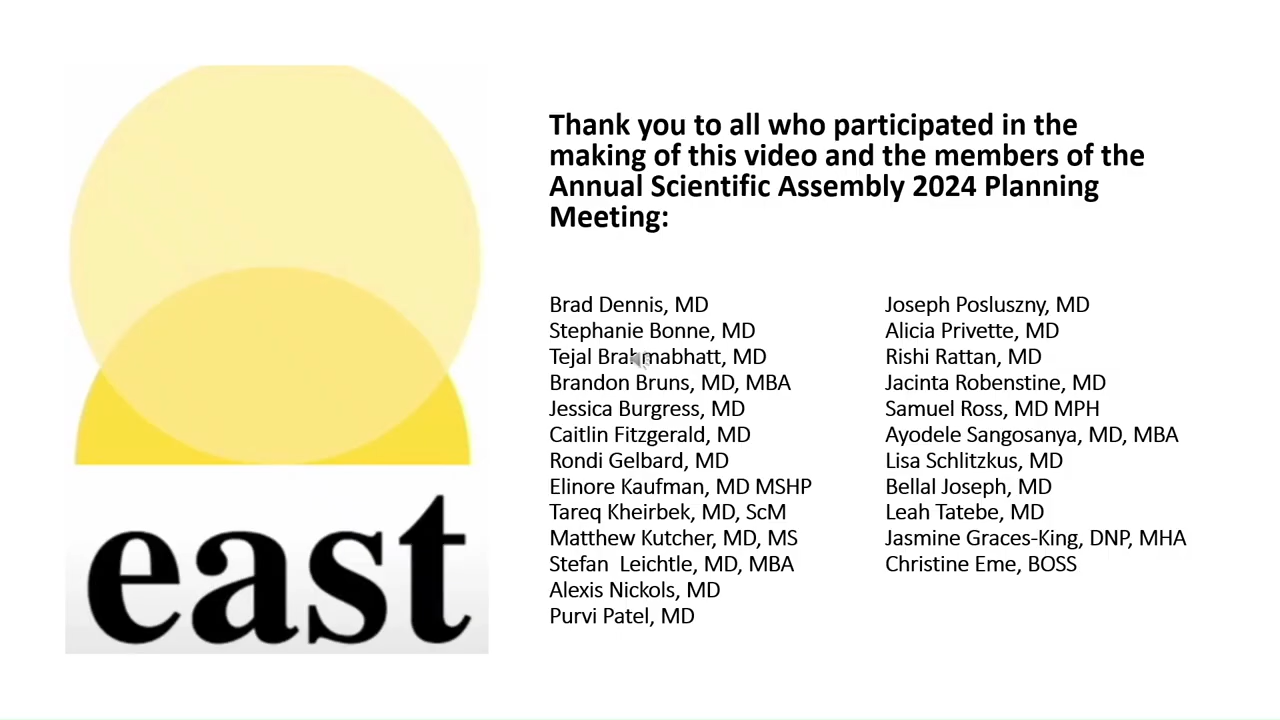 Thank you to all who participated in the
making of this video and the members of the
Annual Scientific Assembly 2024 Planning
Meeting:
Brad Dennis, MD
Stephanie Bonne, MD
Tejal Brahmabhatt, MD
Brandon Bruns, MD, MBA
Jessica Burgress, MD
Caitlin Fitzgerald, MD
Rondi Gelbard, MD
Elinore Kaufman, MD MSHP
Tareq Kheirbek, MD, ScM
Matthew Kutcher, MD, MS
Stefan  Leichtle, MD, MBA
Alexis Nickols, MD
Purvi Patel, MD
Joseph Posluszny, MD
Alicia Privette, MD
Rishi Rattan, MD
Jacinta Robenstine, MD
Samuel Ross, MD MPH
Ayodele Sangosanya, MD, MBA
Lisa Schlitzkus, MD
Bellal Joseph, MD
Leah Tatebe, MD
Jasmine Graces-King, DNP, MHA
Christine Eme, BOSS
east